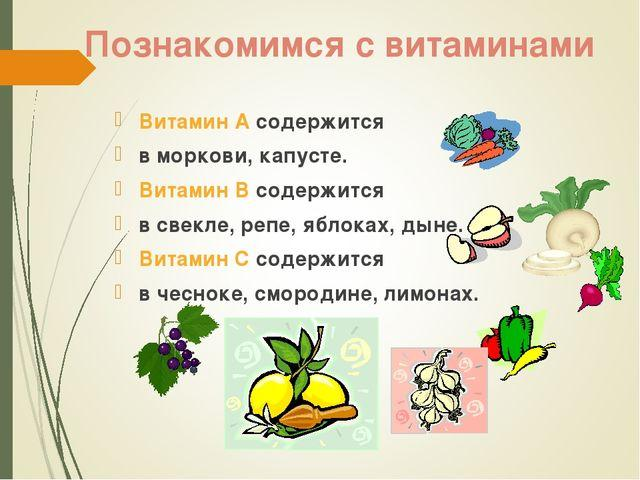 Познакомимся с витаминами
Витамин А содержится
в моркови, капусте.
Витамин В содержится
в свекле, репе, яблоках, дыне.
Витамин С содержится
в чесноке, смородине, лимонах.